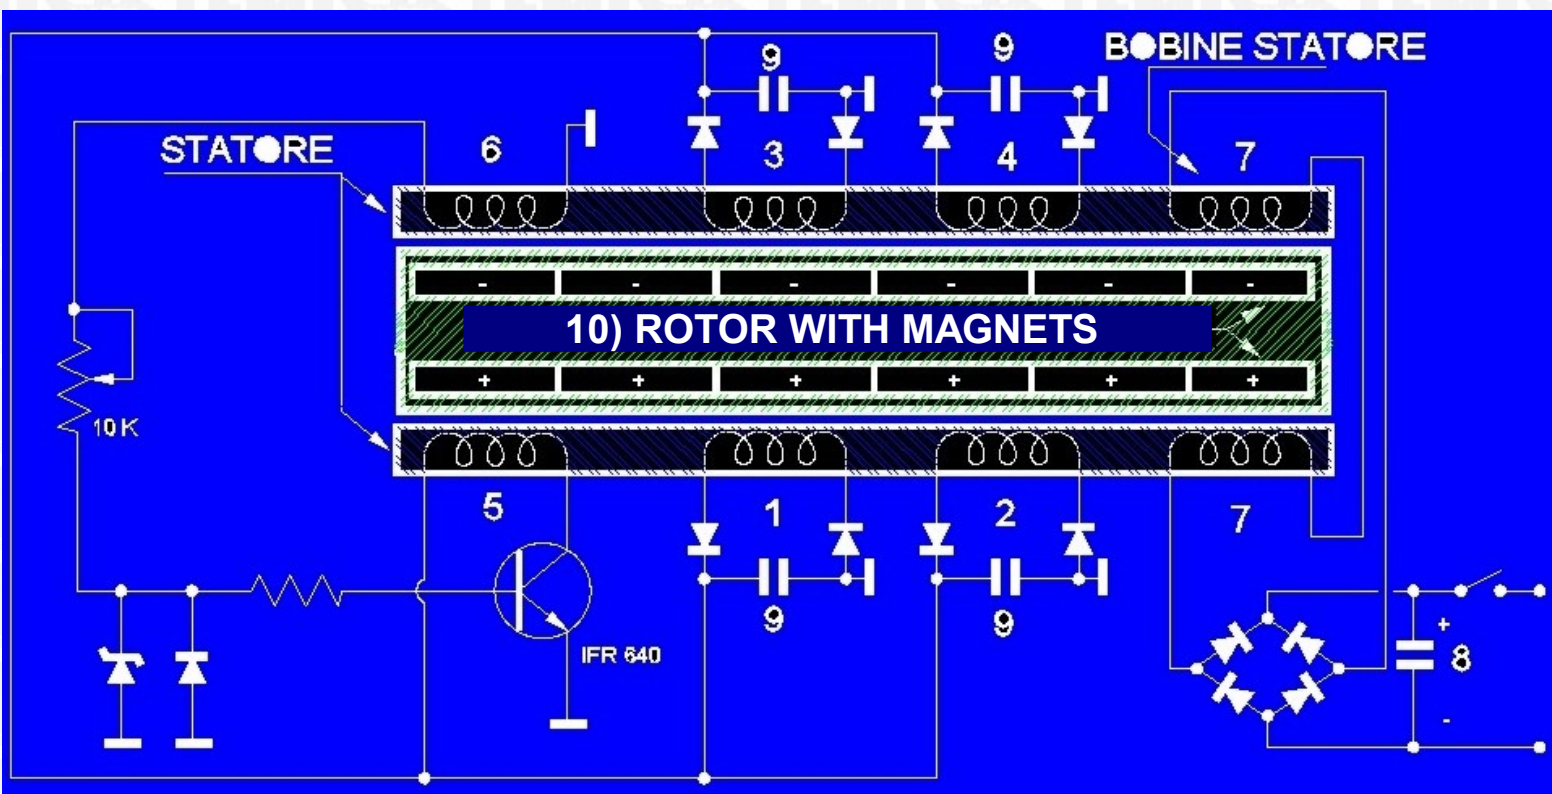 9
9
BOBINE STATORE
STATORE
6
3
4
7
- - - - - -
10) ROTOR WITH MAGNETS
+ + + + + +
10 K
5
1
2
7
9
9
IFR 640
+
8
-